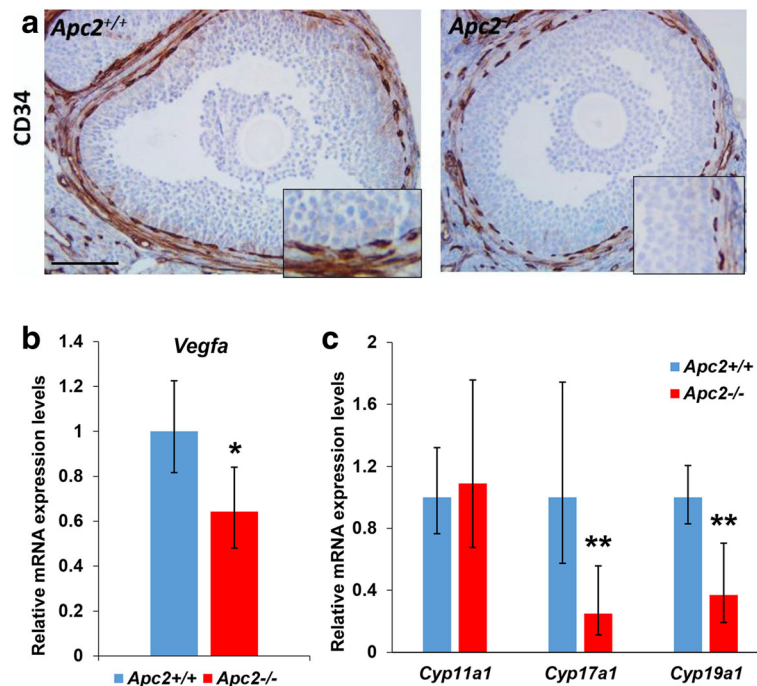 a
Apc2+/+
Apc2-/-
CD34
b
Vegfa
Relative mRNA expression levels
1.4
1.2
1
0.8
0.6
0.4
0.2
0
*
Apc2+/+
Apc2-/-
c
Relative mRNA expression levels
2
1.6
1.2
0.8
0.4
0
Apc2+/+
Apc2-/-
**
**
Cyp11a1
Cyp17a1
Cyp19a1